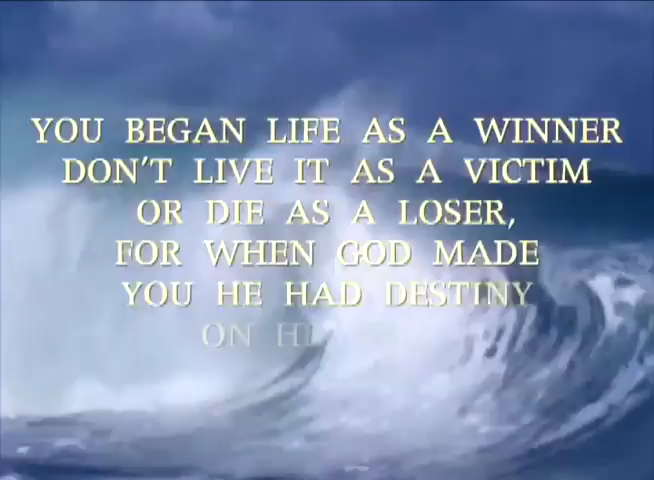 YOU BEGAN LIFE AS A WINNER
DON'T LIVE IT AS A VICTIM
OR DIE AS A LOSER,
FOR WHEN GOD MADE
YOU HE HAD DESTINY
ON